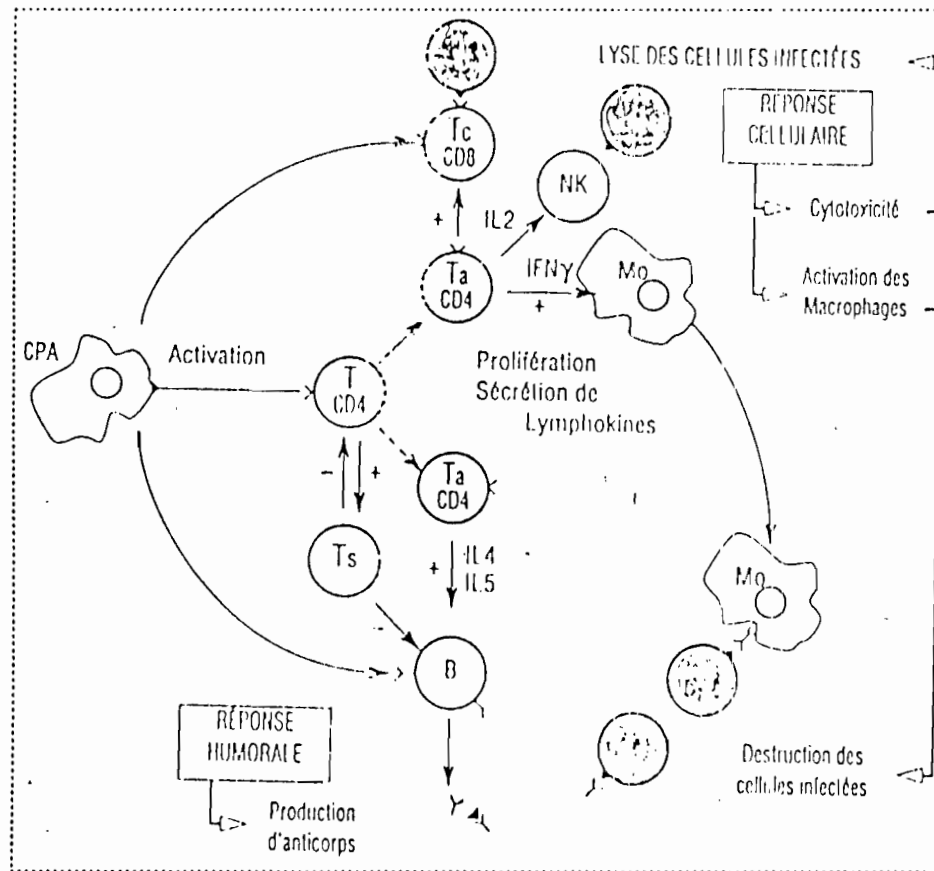 LYSE DES CELLULES INFECTÉES
RÉPONSE
CELLULAIRE
Tc
CD8
NK
Cytotoxicité
+
IL2
Ta
CD4
IFNγ
+
Mo
Activation des
Macrophages
CPA
Activation
T
CD4
Prolifération
Sécrétion de
Lymphokines
-
+
Ta
CD4
Ts
+
IL4
IL5
Mo
-
B
RÉPONSE
HUMORALE
Production
d'anticorps
Destruction des
cellules infectées